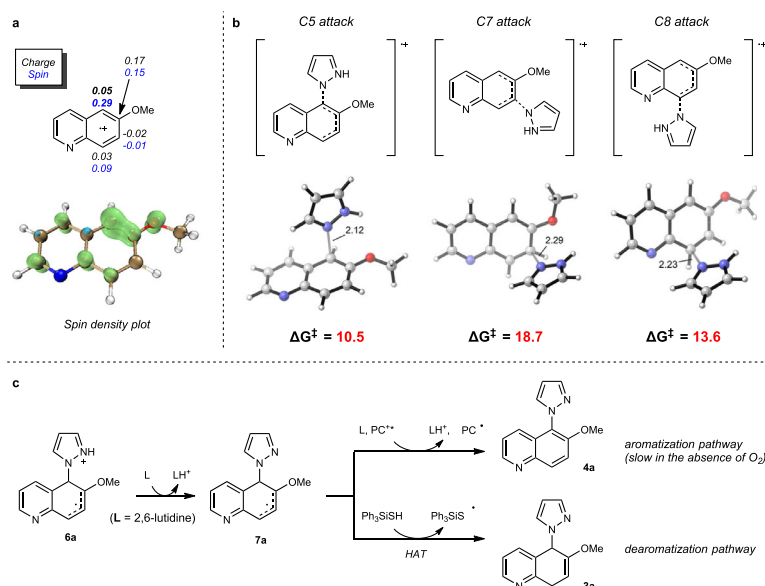 a
Charge
Spin
0.17
0.15
0.05
0.29
OMe
·+
-0.02
-0.01
N
0.03
0.09
Spin density plot
b
C5 attack
C7 attack
C8 attack
·+
·+
·+
NH
N
OMe
N
OMe
N
HN
N
OMe
N
HN
N
2.12
2.29
2.23
ΔG‡ = 10.5
ΔG‡ = 18.7
ΔG‡ = 13.6
c
NH
N
+
OMe
N
6a
L
LH+
(L = 2,6-lutidine)
N
N
OMe
N
7a
L, PC+*
LH+, PC•
N
N
OMe
N
4a
aromatization pathway
(slow in the absence of O2)
Ph3SiSH
Ph3SiS•
HAT
N
N
OMe
N
dearomatization pathway